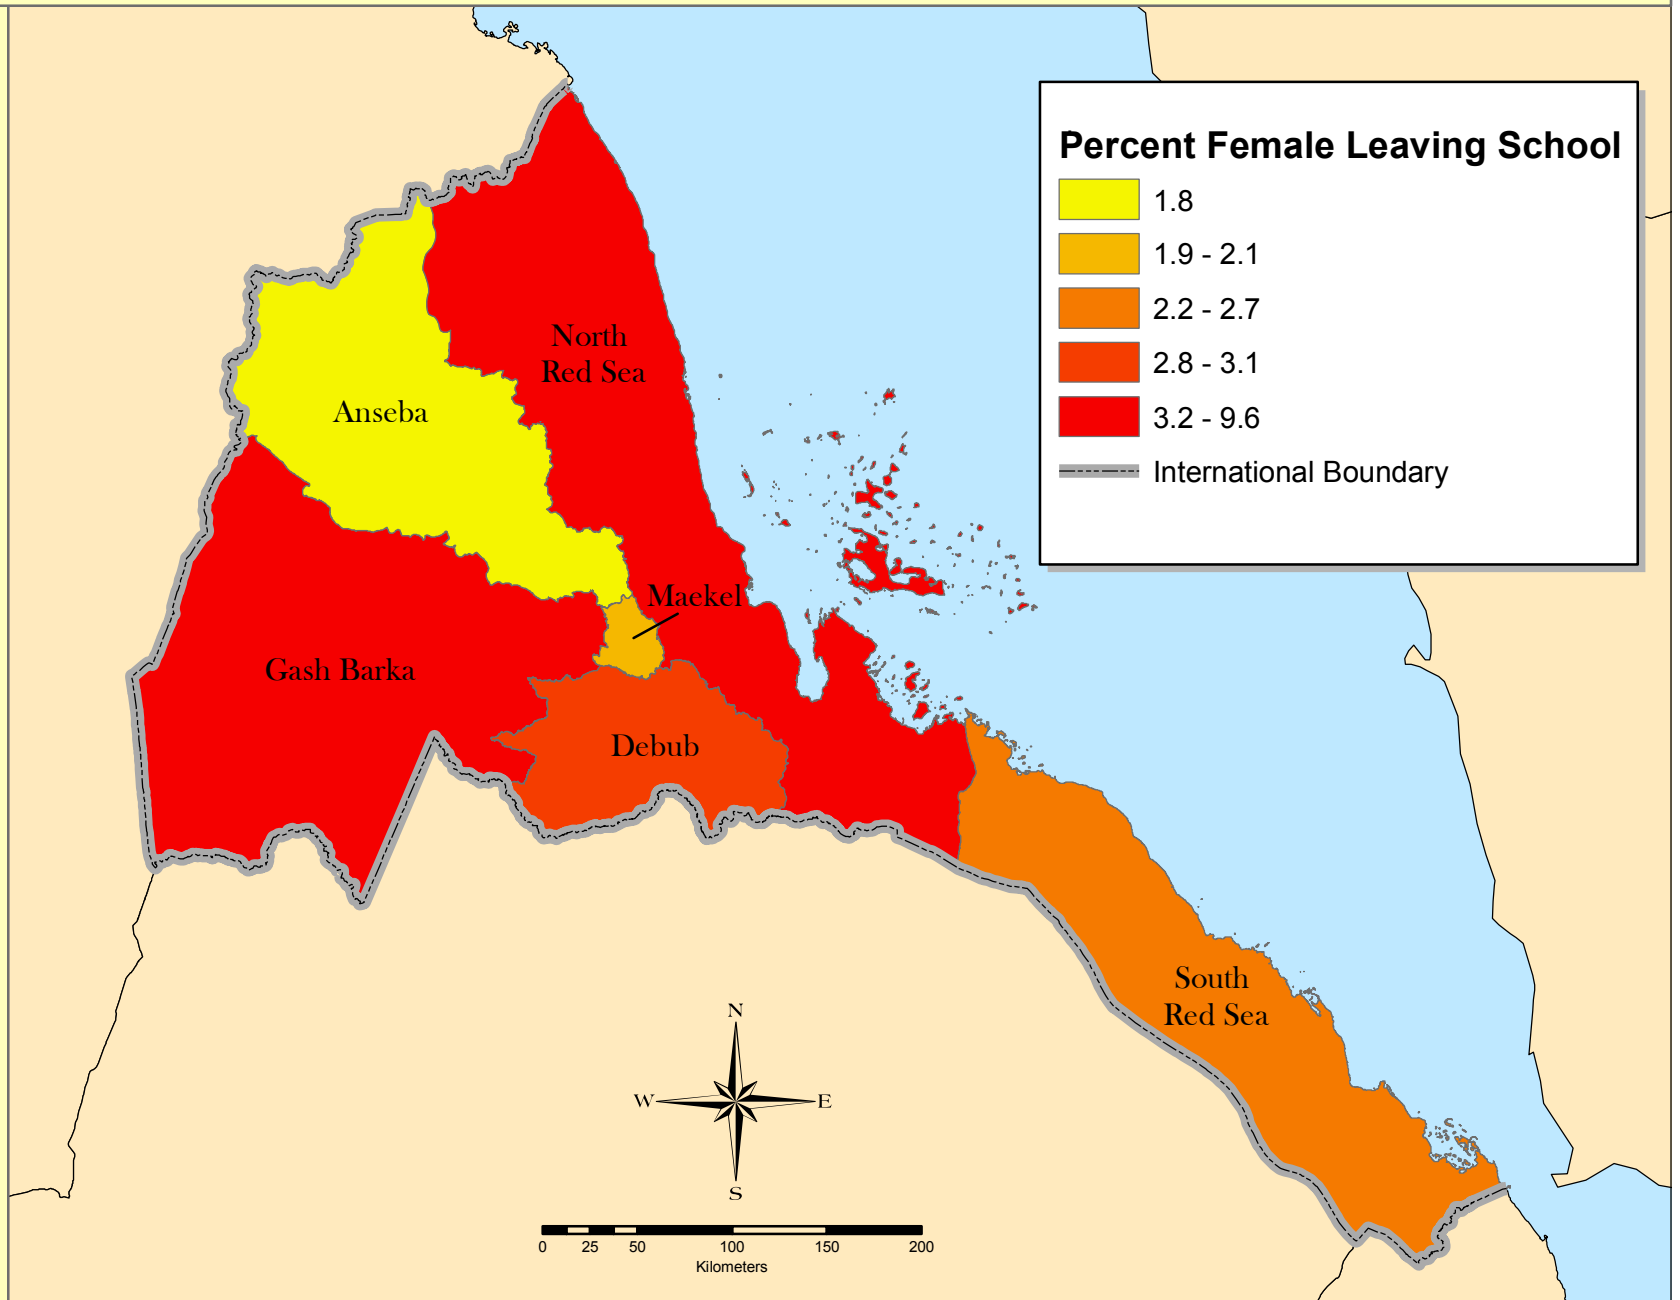 Percent Female Leaving School
1.8
1.9 - 2.1
2.2 - 2.7
2.8 - 3.1
3.2 - 9.6
International Boundary
North
Red Sea
Anseba
Maekel
Gash Barka
Debub
South
Red Sea
N
W E
S
0 25 50 100 150 200
Kilometers